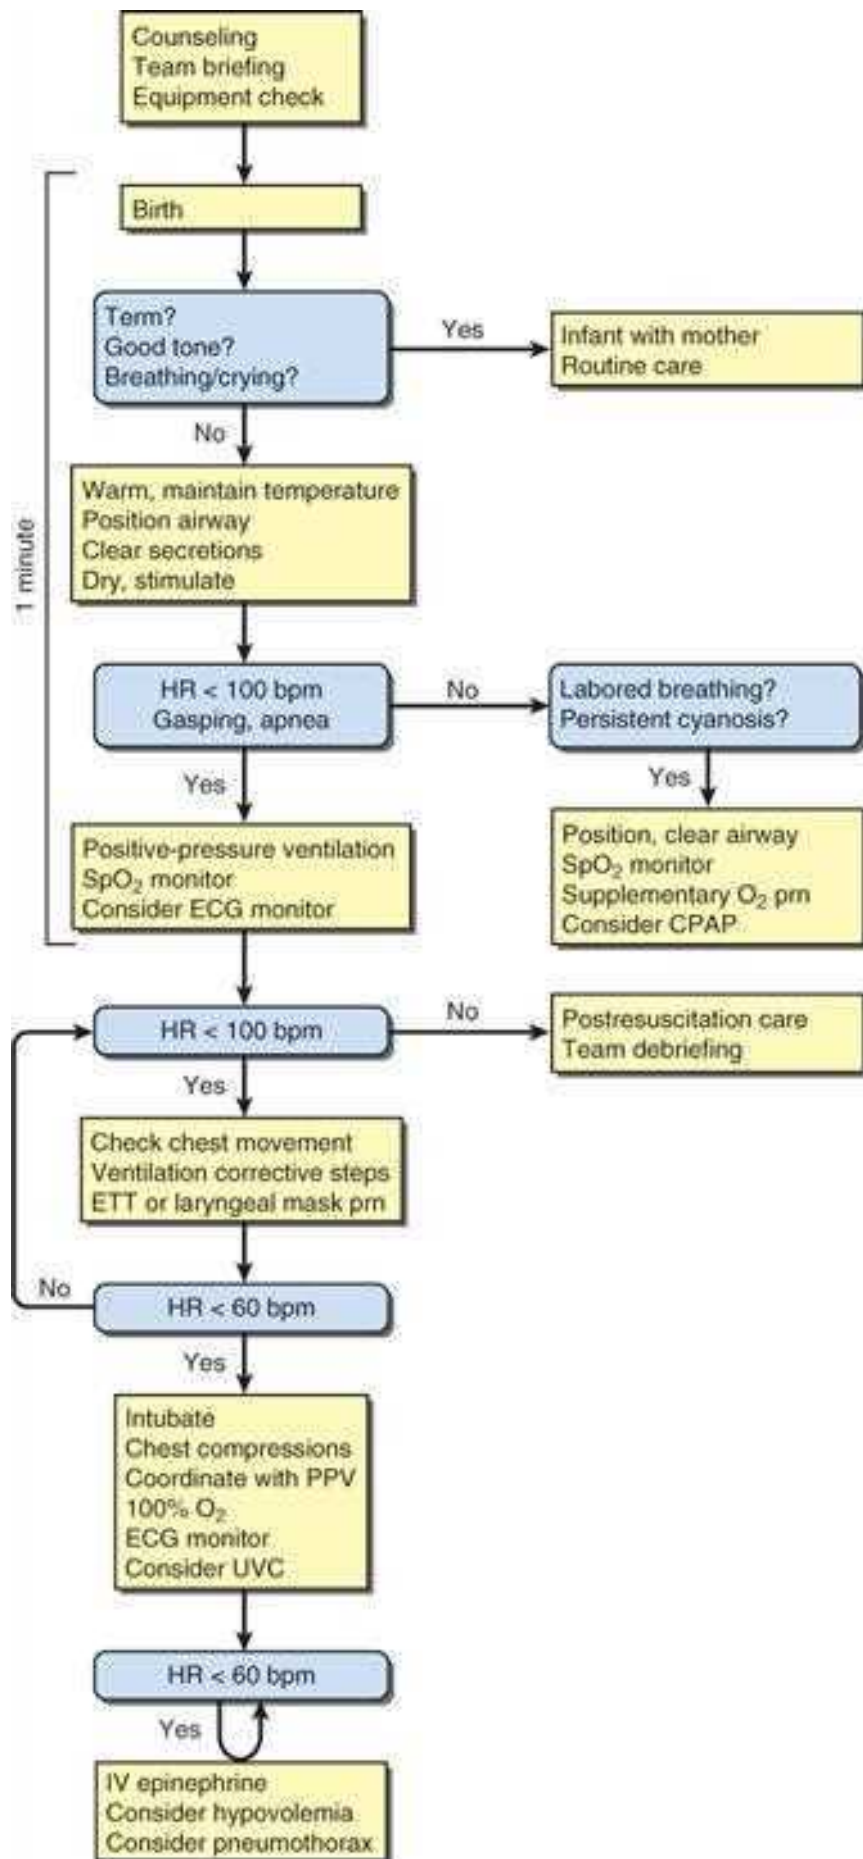 Counseling
Team briefing
Equipment check
Birth
Term?
Good tone?
Breathing/crying?
Yes
Infant with mother
Routine care
No
Warm, maintain temperature
Position airway
Clear secretions
Dry, stimulate
1 minute
HR < 100 bpm
Gasping, apnea
No
Labored breathing?
Persistent cyanosis?
Yes
Yes
Positive-pressure ventilation
SpO₂ monitor
Consider ECG monitor
Position, clear airway
SpO₂ monitor
Supplementary O₂ prn
Consider CPAP
HR < 100 bpm
No
Postresuscitation care
Team debriefing
Yes
Check chest movement
Ventilation corrective steps
ETT or laryngeal mask prn
No
HR < 60 bpm
Yes
Intubate
Chest compressions
Coordinate with PPV
100% O₂
ECG monitor
Consider UVC
HR < 60 bpm
Yes
IV epinephrine
Consider hypovolemia
Consider pneumothorax